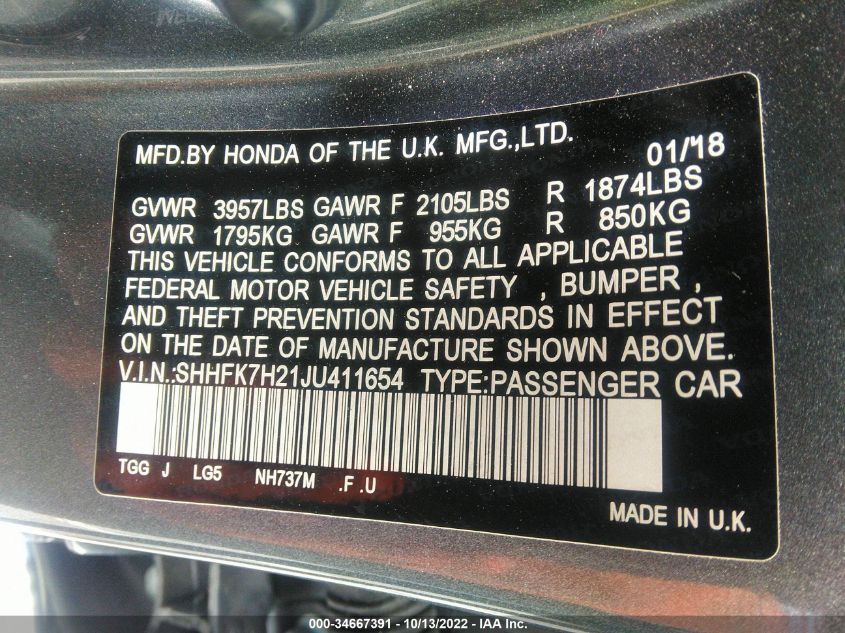 MFD.BY HONDA OF THE U.K. MFG.,LTD. 01/18
GVWR 3957LBS GAWR F 2105LBS R 1874LBS
GVWR 1795KG GAWR F 955KG R 850KG
THIS VEHICLE CONFORMS TO ALL APPLICABLE
FEDERAL MOTOR VEHICLE SAFETY , BUMPER ,
AND THEFT PREVENTION STANDARDS IN EFFECT
ON THE DATE OF MANUFACTURE SHOWN ABOVE.
V.I.N.:SHHFK7H21JU411654 TYPE:PASSENGER CAR
TGG J LG5 NH737M .F .U
MADE IN U.K.
000-34667391 - 10/13/2022 - IAA Inc.